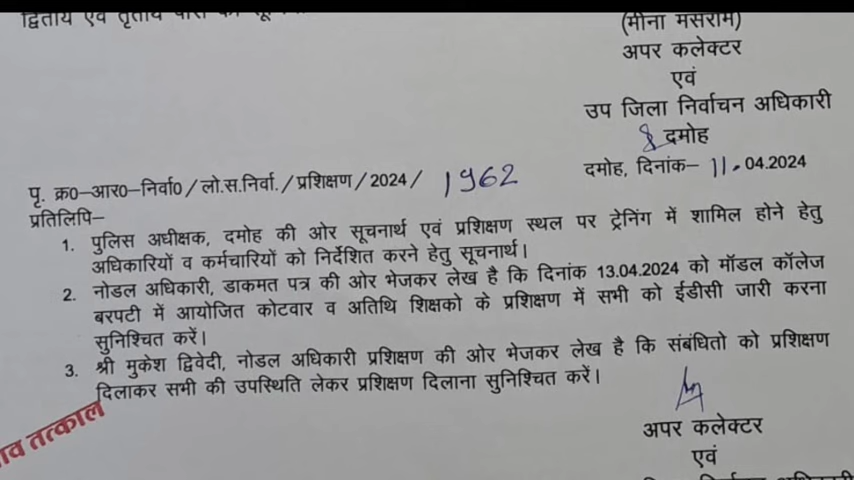 द्वितीय एवं तृतीय
(मीना मसराम)
अपर कलेक्टर
एवं
उप जिला निर्वाचन अधिकारी
दमोह
पृ. क्र०–आर०–निर्वा० / लो.स.निर्वा. / प्रशिक्षण / 2024 / 1962
दमोह, दिनांक– 11.04.2024
प्रतिलिपि–
1. पुलिस अधीक्षक, दमोह की ओर सूचनार्थ एवं प्रशिक्षण स्थल पर ट्रेनिंग में शामिल होने हेतु
अधिकारियों व कर्मचारियों को निर्देशित करने हेतु सूचनार्थ।
2. नोडल अधिकारी, डाकमत पत्र की ओर भेजकर लेख है कि दिनांक 13.04.2024 को मॉडल कॉलेज
बरपटी में आयोजित कोटवार व अतिथि शिक्षको के प्रशिक्षण में सभी को ईडीसी जारी करना
सुनिश्चित करें।
3. श्री मुकेश द्विवेदी, नोडल अधिकारी प्रशिक्षण की ओर भेजकर लेख है कि संबंधितो को प्रशिक्षण
दिलाकर सभी की उपस्थिति लेकर प्रशिक्षण दिलाना सुनिश्चित करें।
तत्काल
अपर कलेक्टर
एवं